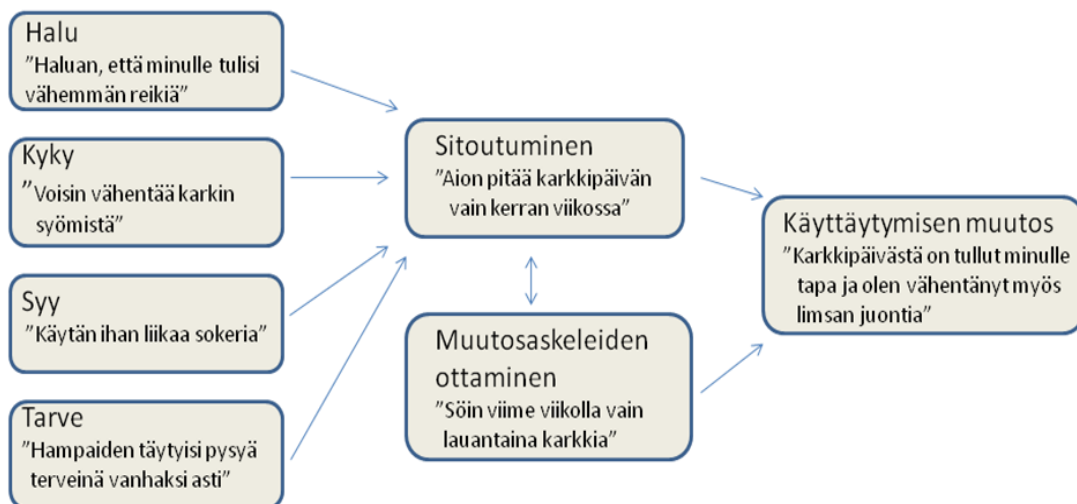 Halu
”Haluan, että minulle tulisi
vähemmän reikiä”
Kyky
”Voisin vähentää karkin
syömistä”
Syy
”Käytän ihan liikaa sokeria”
Tarve
”Hampaiden täytyisi pysyä
terveinä vanhaksi asti”
Sitoutuminen
”Aion pitää karkkipäivän
vain kerran viikossa”
Muutosaskeleiden
ottaminen
”Söin viime viikolla vain
lauantaina karkkia”
Käyttäytymisen muutos
”Karkkipäivästä on tullut minulle
tapa ja olen vähentänyt myös
limsan juontia”